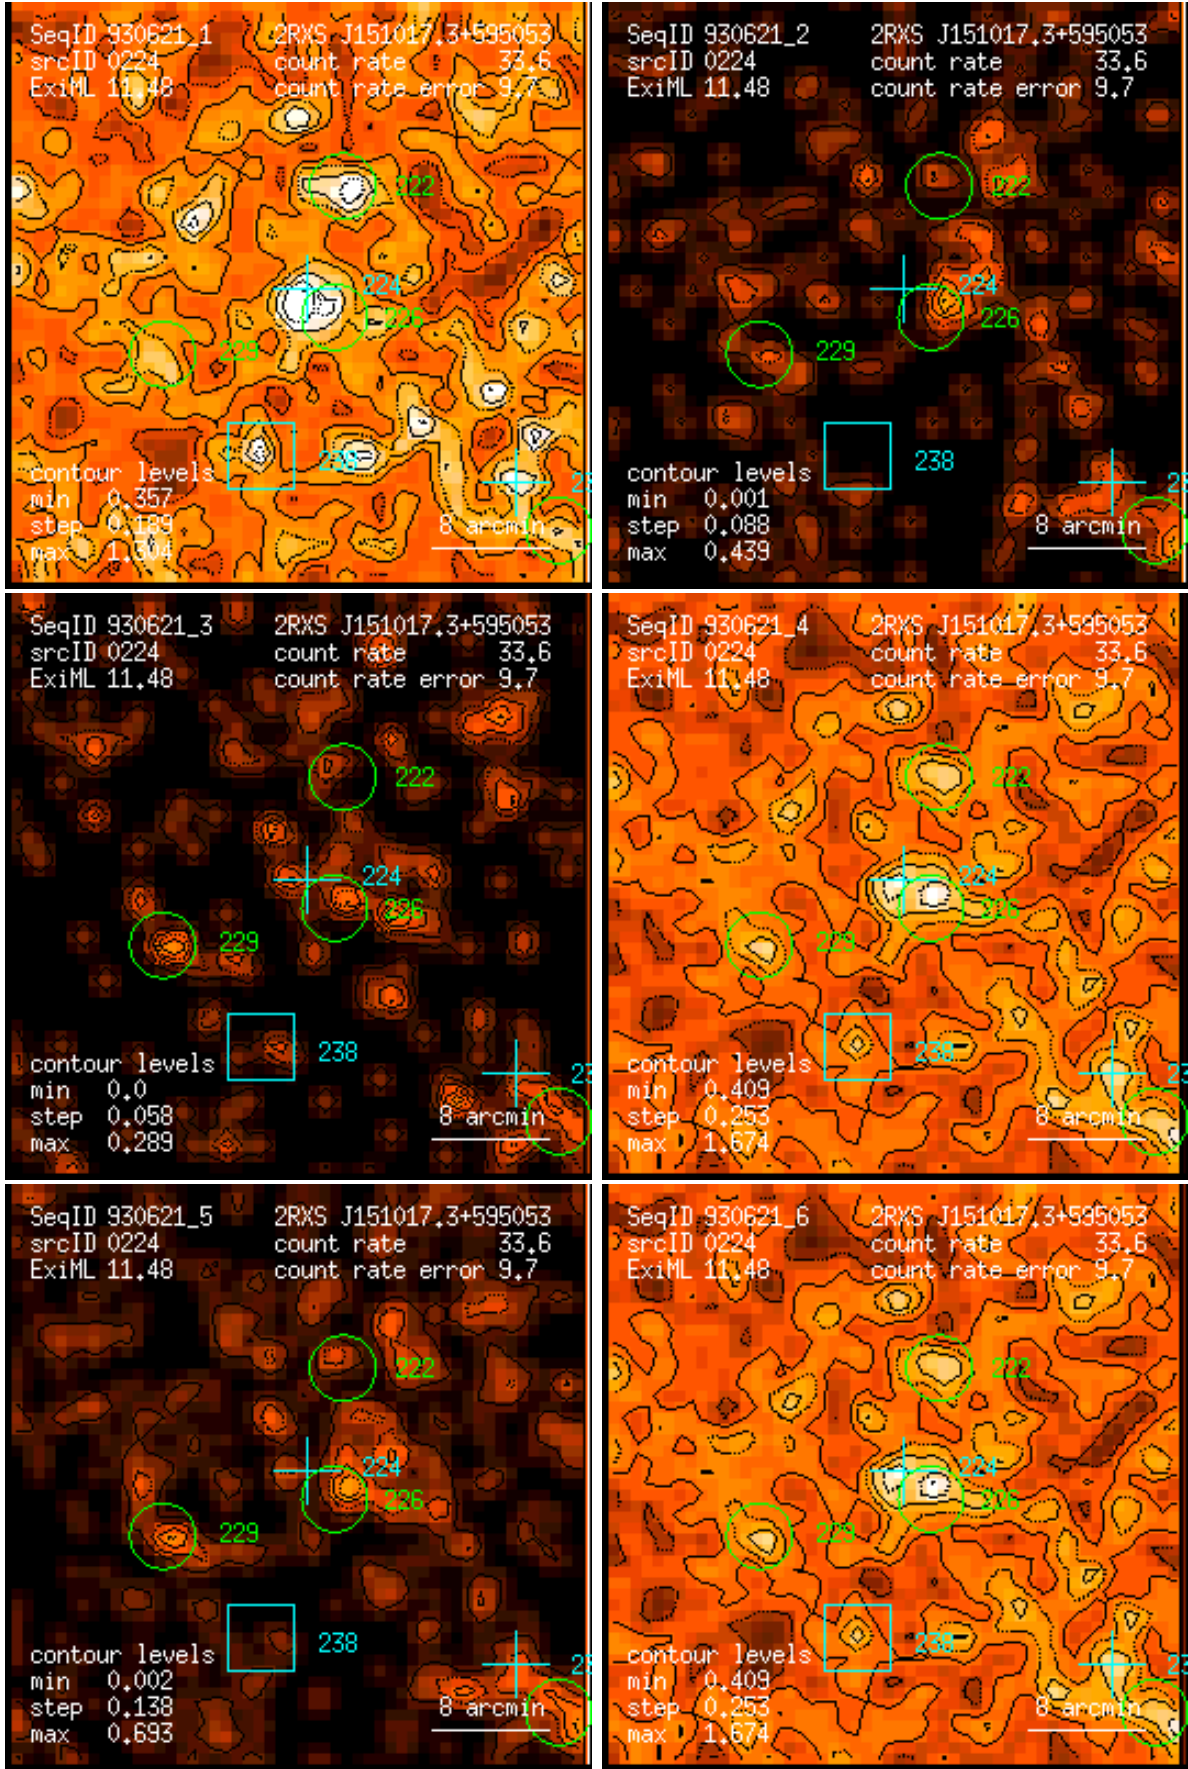 SeqID 930621_1 2RXS J151017.3+595053
srcID 0224 count rate 33.6
ExiML 11.48 count rate error 9.7
022
224
226
229
238
contour levels
min 0.357
step 0.189
max 1.304
8 arcmin
SeqID 930621_2 2RXS J151017.3+595053
srcID 0224 count rate 33.6
ExiML 11.48 count rate error 9.7
222
224
226
229
238
contour levels
min 0.001
step 0.088
max 0.439
8 arcmin
SeqID 930621_3 2RXS J151017.3+595053
srcID 0224 count rate 33.6
ExiML 11.48 count rate error 9.7
222
224
226
229
238
contour levels
min 0.0
step 0.058
max 0.289
8 arcmin
SeqID 930621_4 2RXS J151017.3+595053
srcID 0224 count rate 33.6
ExiML 11.48 count rate error 9.7
222
224
226
229
238
contour levels
min 0.409
step 0.253
max 1.674
8 arcmin
SeqID 930621_5 2RXS J151017.3+595053
srcID 0224 count rate 33.6
ExiML 11.48 count rate error 9.7
222
224
226
229
238
contour levels
min 0.002
step 0.138
max 0.693
8 arcmin
SeqID 930621_6 2RXS J151017.3+595053
srcID 0224 count rate 33.6
ExiML 11.48 count rate error 9.7
222
224
226
229
238
contour levels
min 0.409
step 0.253
max 1.674
8 arcmin